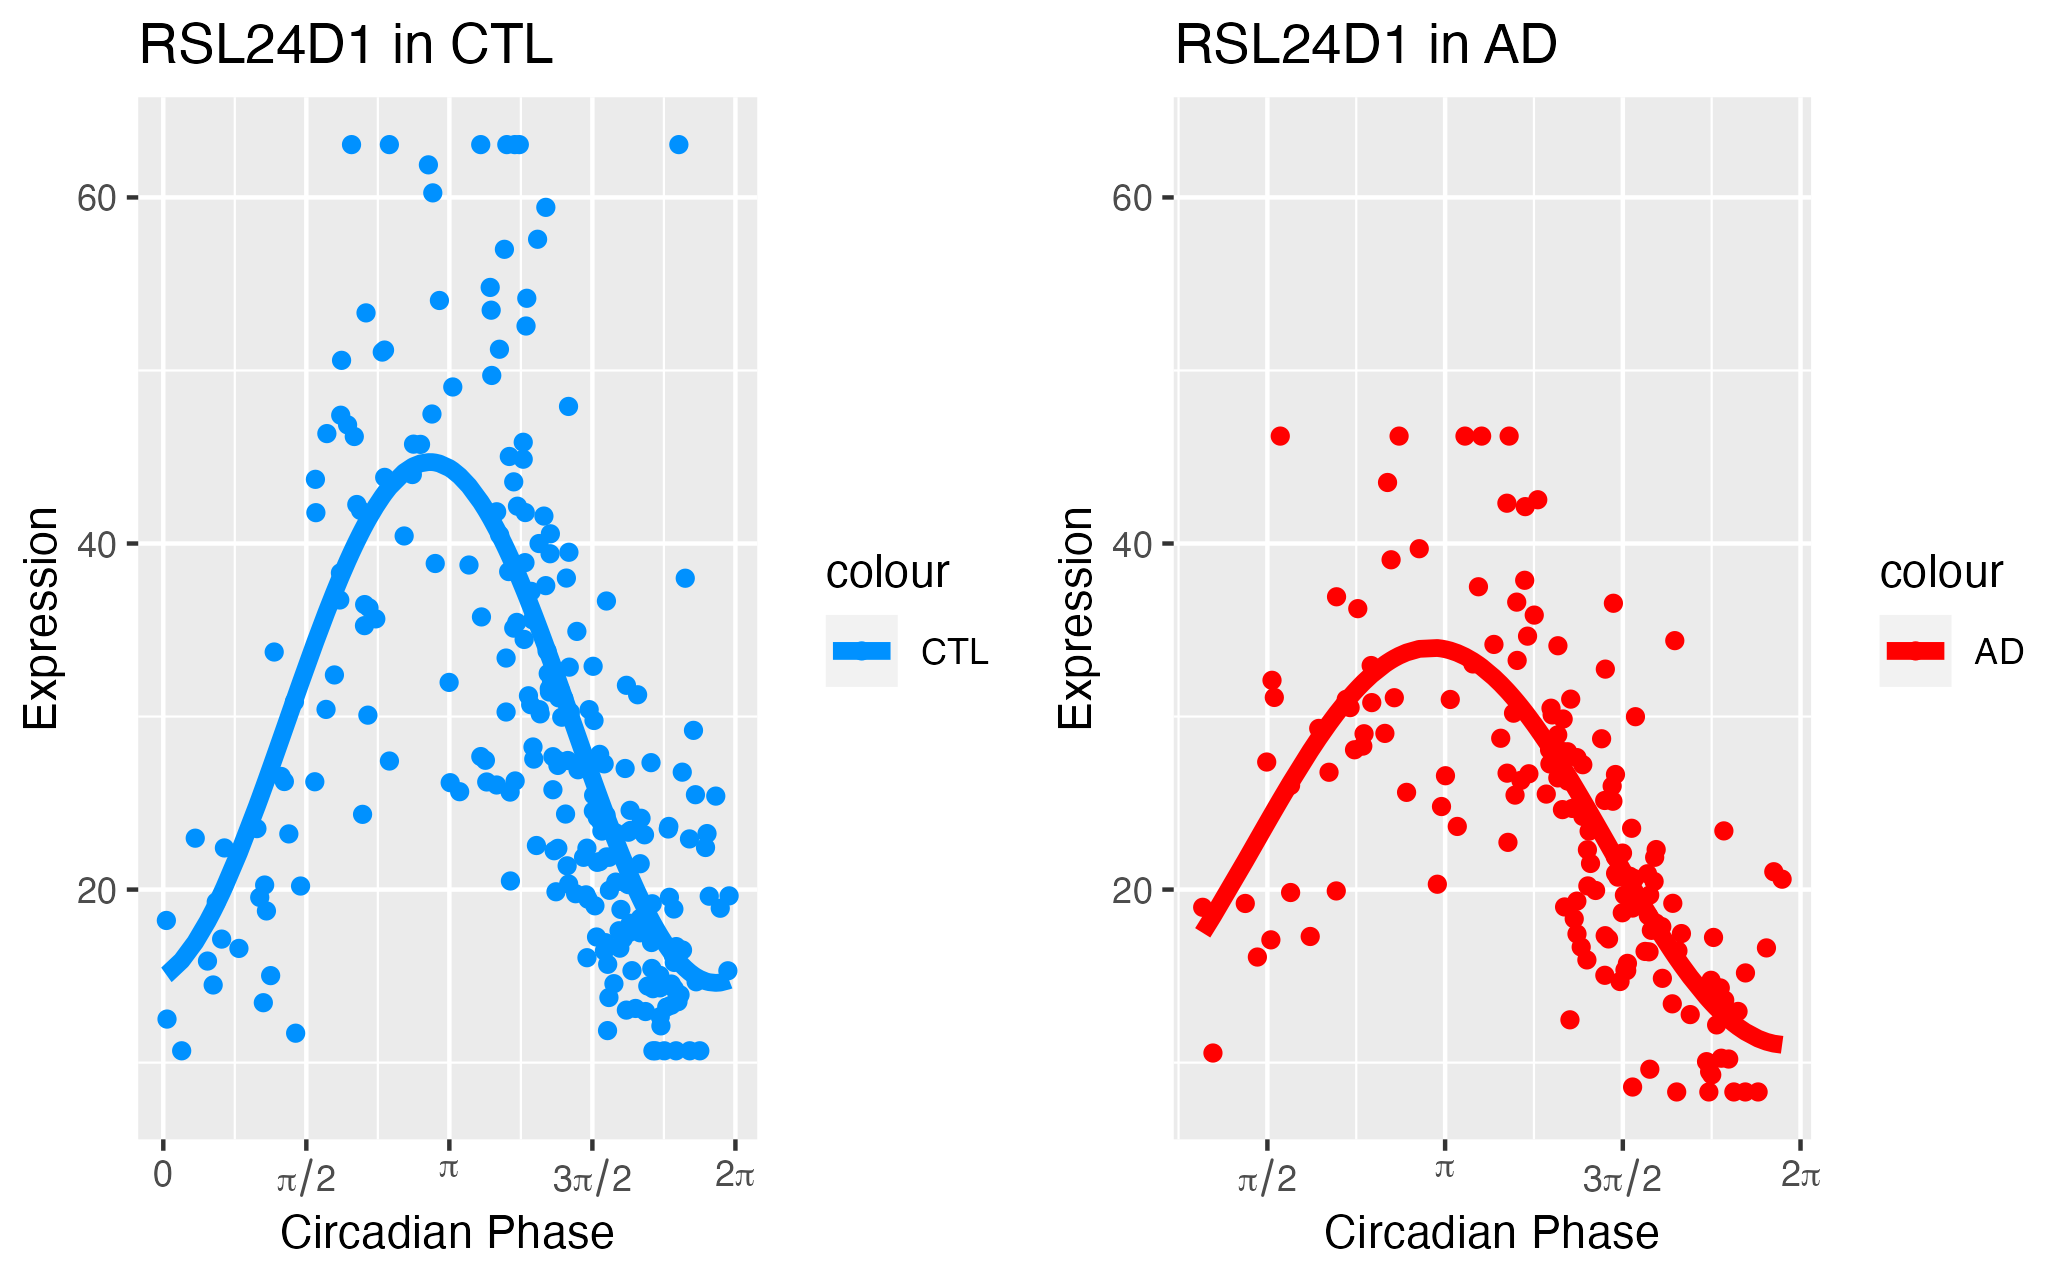 RSL24D1 in CTL
Expression
60
40
20
0
π/2
π
3π/2
2π
Circadian Phase
colour
CTL
RSL24D1 in AD
Expression
60
40
20
π/2
π
3π/2
2π
Circadian Phase
colour
AD